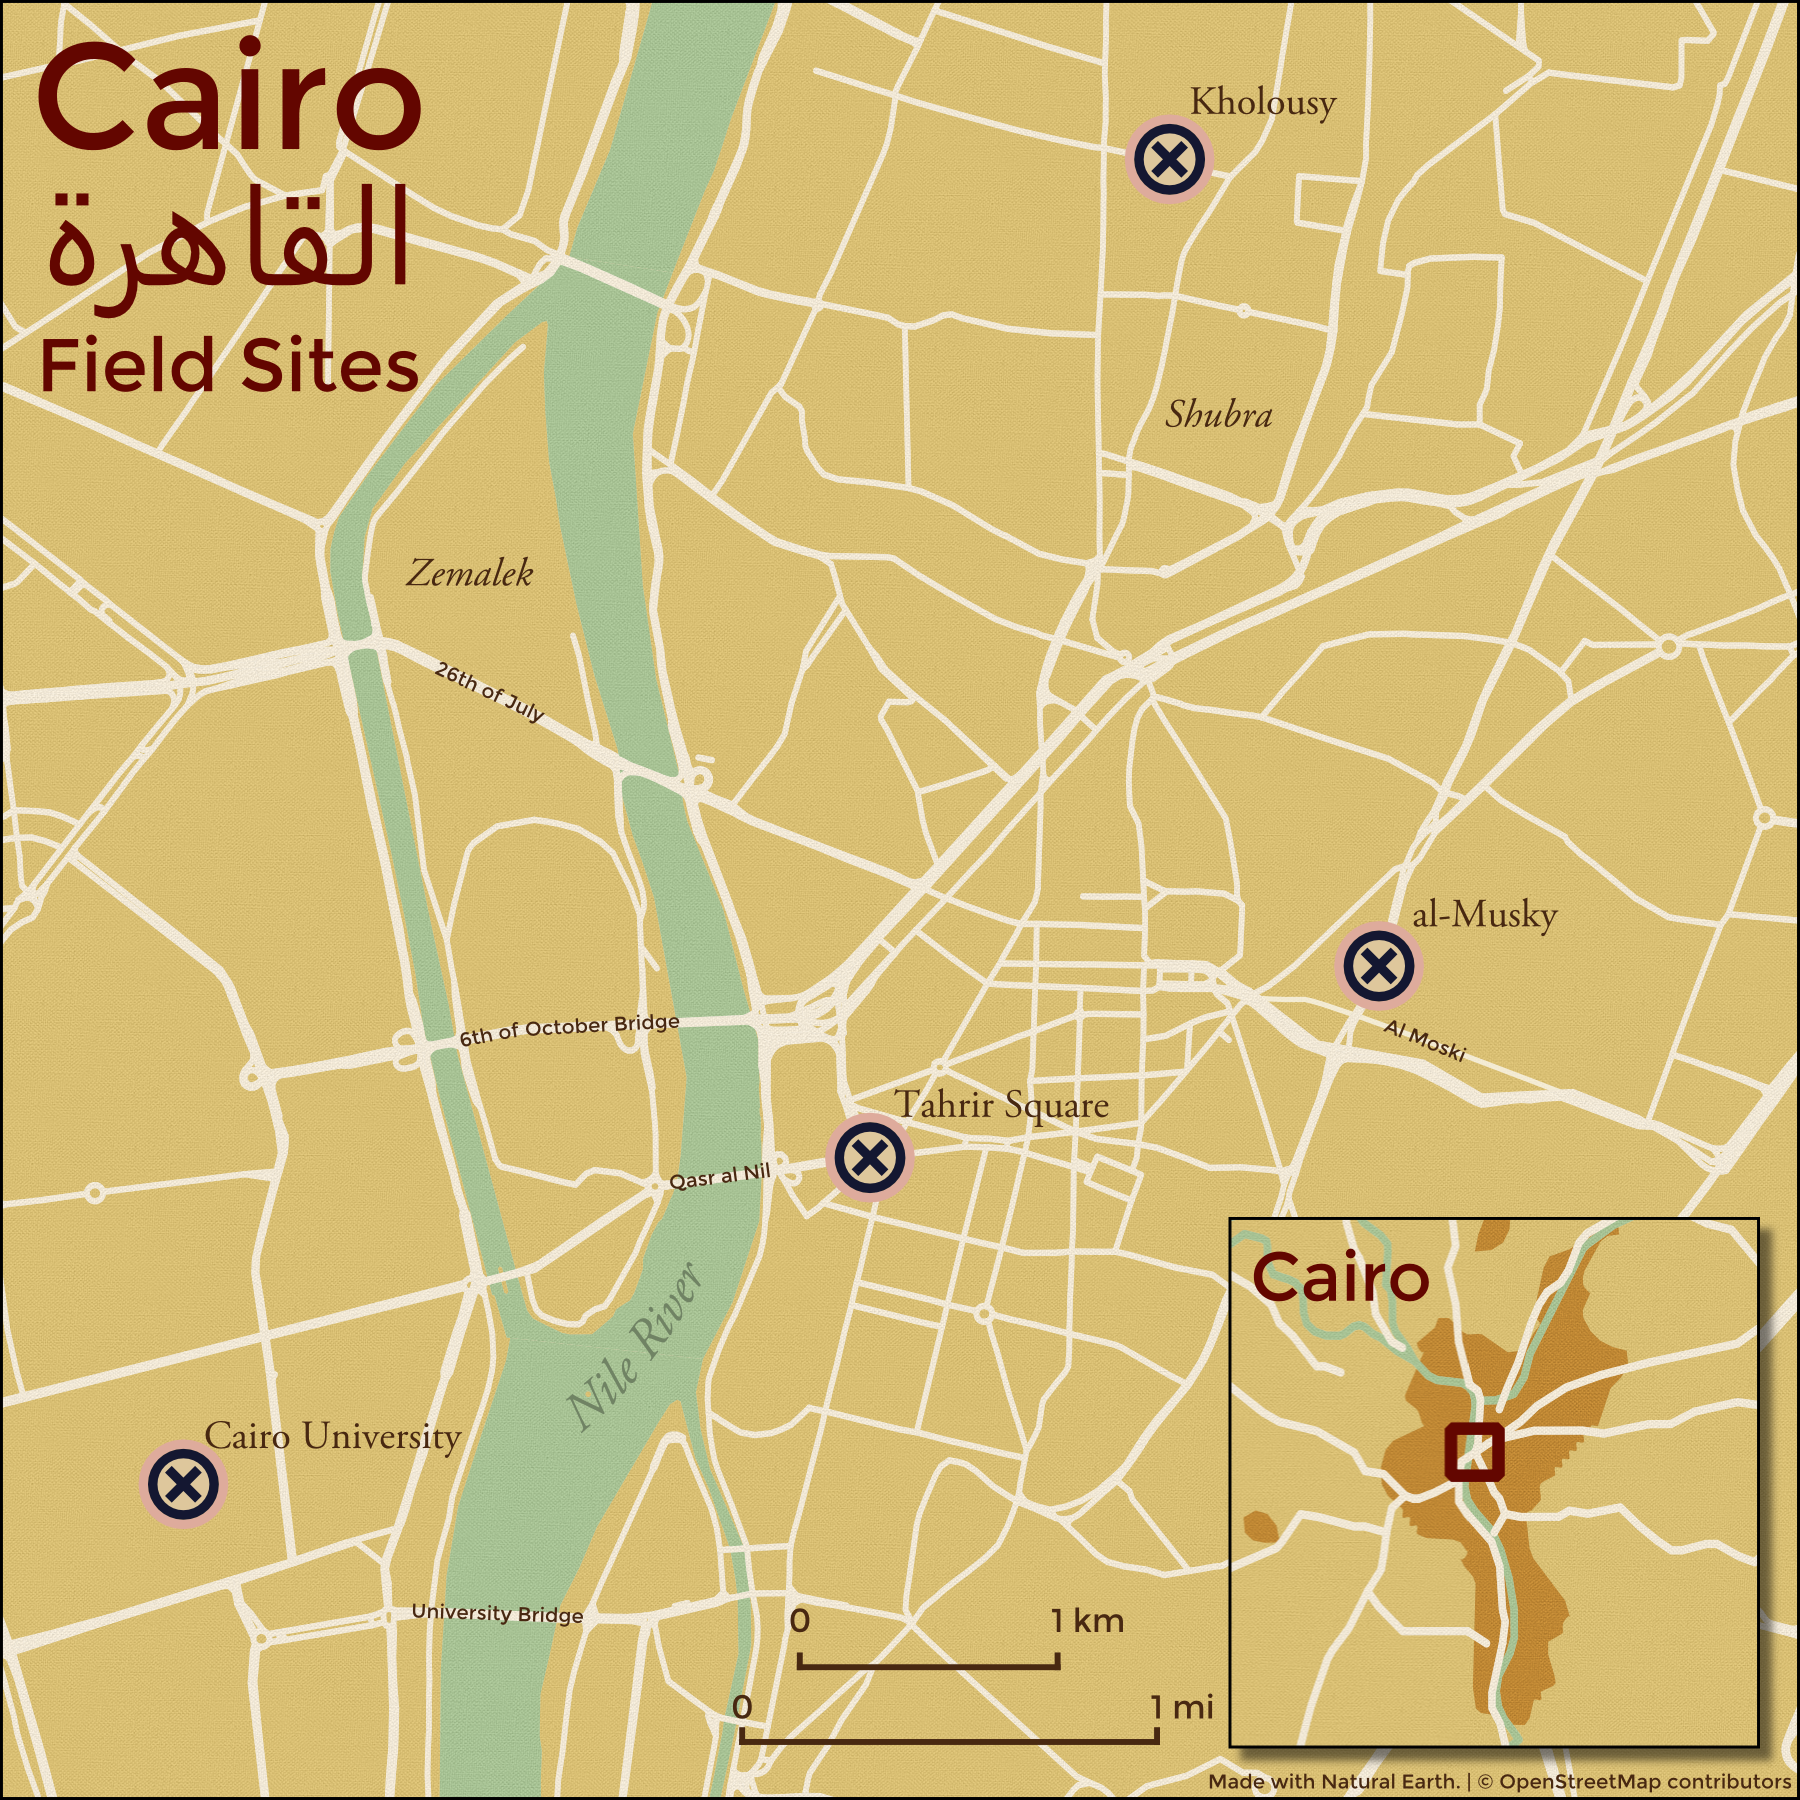 Cairo
القاهرة
Field Sites
Kholousy
Shubra
Zemalek
26th of July
al-Musky
6th of October Bridge
Al Moski
Tahrir Square
Qasr al Nil
Nile River
Cairo
Cairo University
University Bridge
0 1 km
0 1 mi
Made with Natural Earth. | © OpenStreetMap contributors